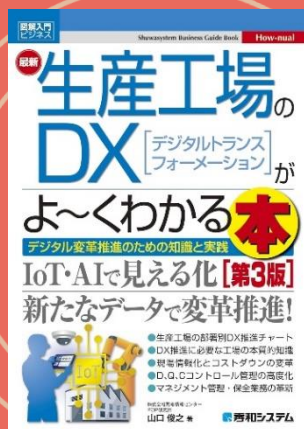 図解入門
ビジネス
Shuwasystem Business Guide Book
How-nual
最新
生産工場の
DX[デジタルトランス
フォーメーション]が
よ〜くわかる本
デジタル変革推進のための知識と実践
IoT・AIで見える化[第3版]
新たなデータで変革推進!
IoT
●生産工場の部署別DX推進チャート
●DX推進に必要な工場の本質的知識
●現場情報化とコストダウンの変革
●D、Q、Cコントロール管理の高度化
●マネジメント管理・保全業務の革新
山口 俊之 著
秀和システム